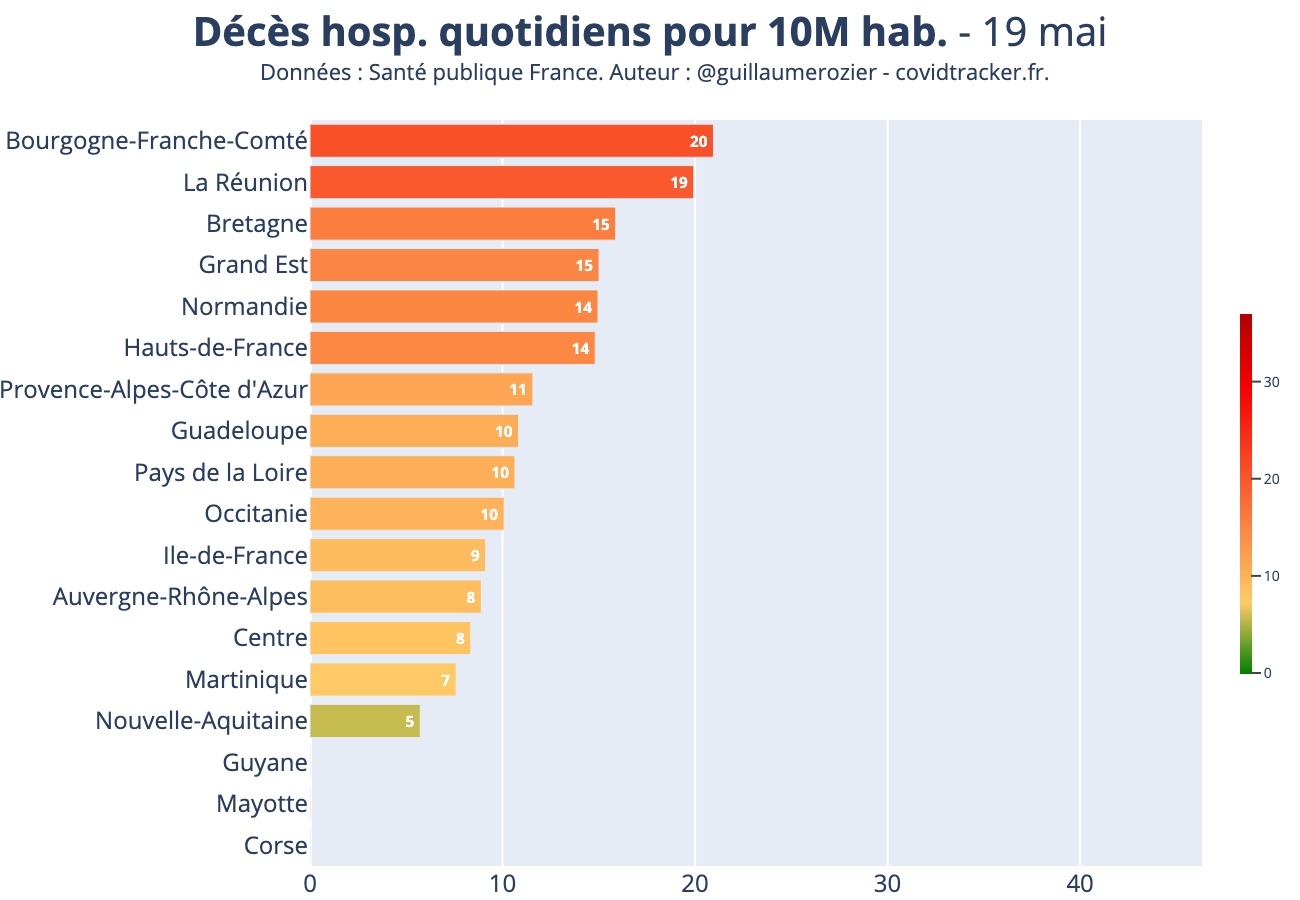 Décès hosp. quotidiens pour 10M hab. - 19 mai
Données : Santé publique France. Auteur : @guillaumerozier - covidtracker.fr.
Bourgogne-Franche-Comté 20
La Réunion 19
Bretagne 15
Grand Est 15
Normandie 14
Hauts-de-France 14
Provence-Alpes-Côte d'Azur 11
Guadeloupe 10
Pays de la Loire 10
Occitanie 10
Ile-de-France 9
Auvergne-Rhône-Alpes 8
Centre 8
Martinique 7
Nouvelle-Aquitaine 5
Guyane
Mayotte
Corse
0 10 20 30 40
30
20
10
0